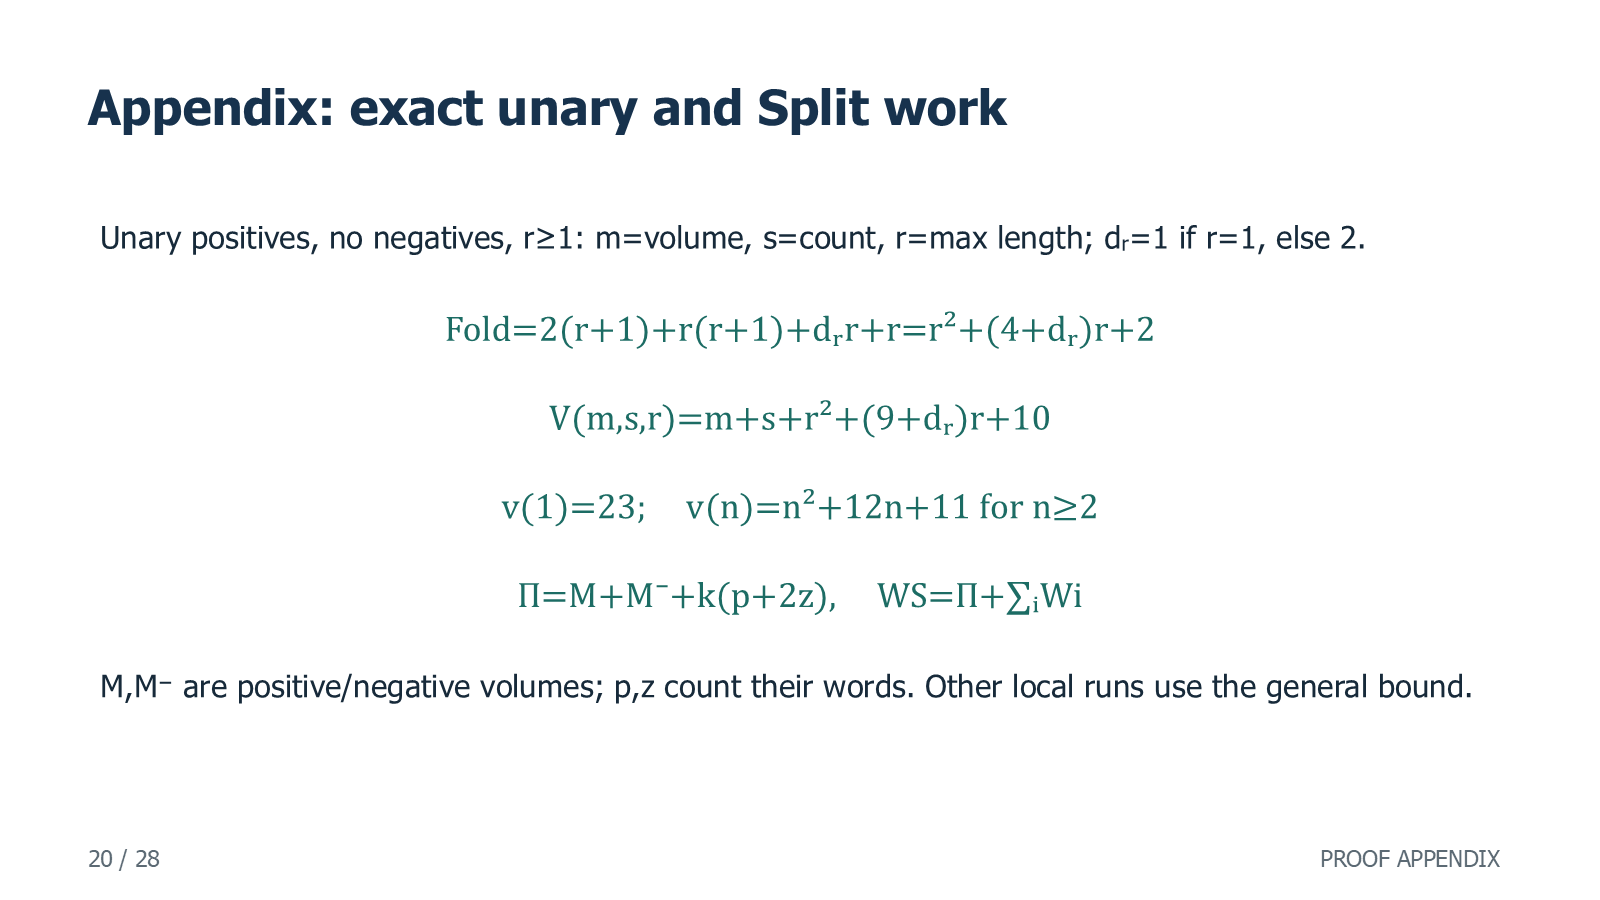 Appendix: exact unary and Split work
Unary positives, no negatives, r≥1: m=volume, s=count, r=max length; dᵣ=1 if r=1, else 2.
Fold=2(r+1)+r(r+1)+dᵣr+r=r²+(4+dᵣ)r+2
V(m,s,r)=m+s+r²+(9+dᵣ)r+10
v(1)=23; v(n)=n²+12n+11 for n≥2
Π=M+M⁻+k(p+2z), WS=Π+∑ᵢWi
M,M⁻ are positive/negative volumes; p,z count their words. Other local runs use the general bound.
20 / 28
PROOF APPENDIX